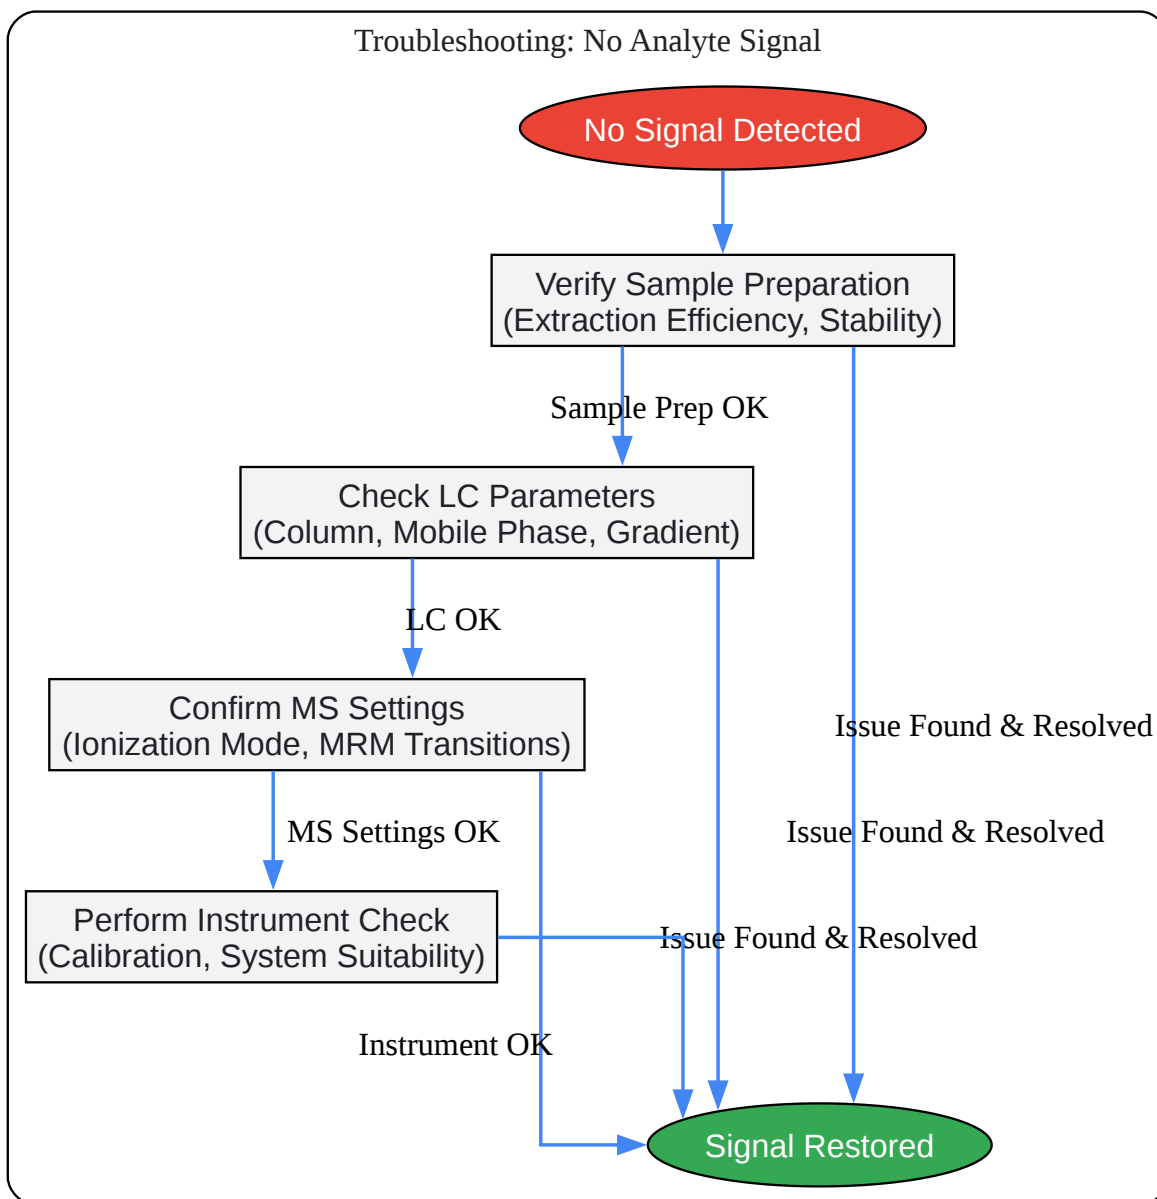 Troubleshooting: No Analyte Signal
No Signal Detected
Verify Sample Preparation
(Extraction Efficiency, Stability)
Sample Prep OK
Check LC Parameters
(Column, Mobile Phase, Gradient)
LC OK
Confirm MS Settings
(Ionization Mode, MRM Transitions)
Issue Found & Resolved
MS Settings OK
Issue Found & Resolved
Perform Instrument Check
(Calibration, System Suitability)
Issue Found & Resolved
Instrument OK
Signal Restored